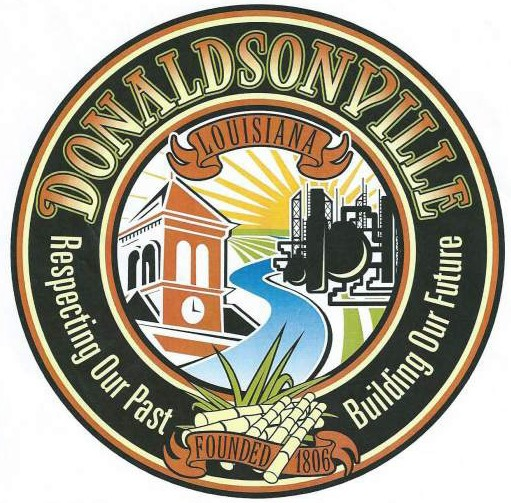 DONALDSONVILLE
LOUISIANA
Respecting Our Past
Building Our Future
FOUNDED 1806